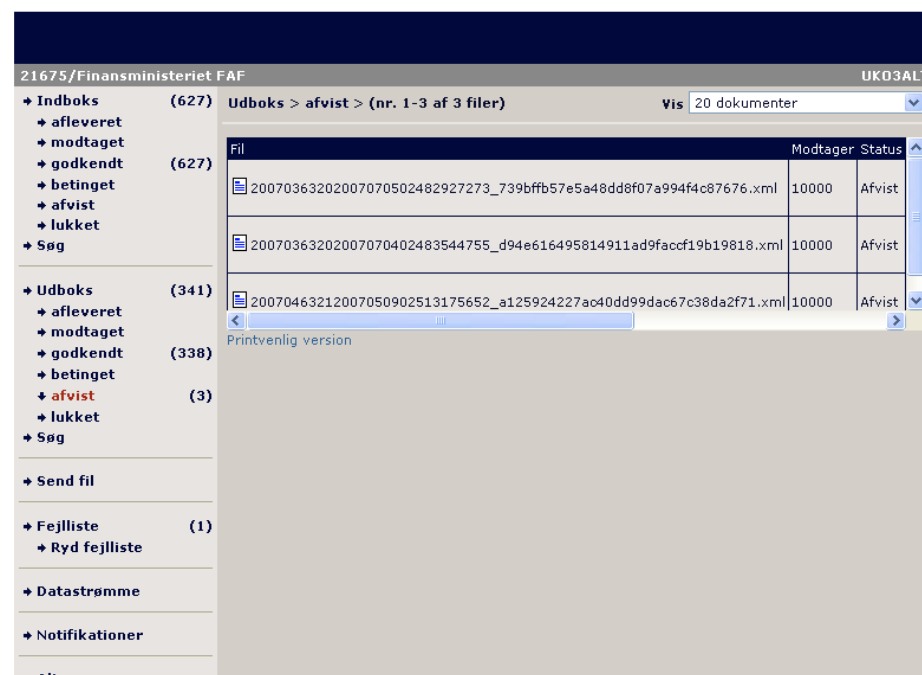 21675/Finansministeriet FAF UKO3AL
Indboks (627)
afleveret
modtaget
godkendt (627)
betinget
afvist
lukket
Søg
Udboks (341)
afleveret
modtaget
godkendt (338)
betinget
afvist (3)
lukket
Søg
Send fil
Fejlliste (1)
Ryd fejlliste
Datastrømme
Notifikationer
Udboks > afvist > (nr. 1-3 af 3 filer) Vis 20 dokumenter
Fil Modtager Status
20070363202007070502482927273_739bffb57e5a48dd8f07a994f4c87676.xml 10000 Afvist
20070363202007070402483544755_d94e616495814911ad9faccf19b19818.xml 10000 Afvist
20070463212007050902513175652_a125924227ac40dd99dac67c38da2f71.xml 10000 Afvist
Printvenlig version